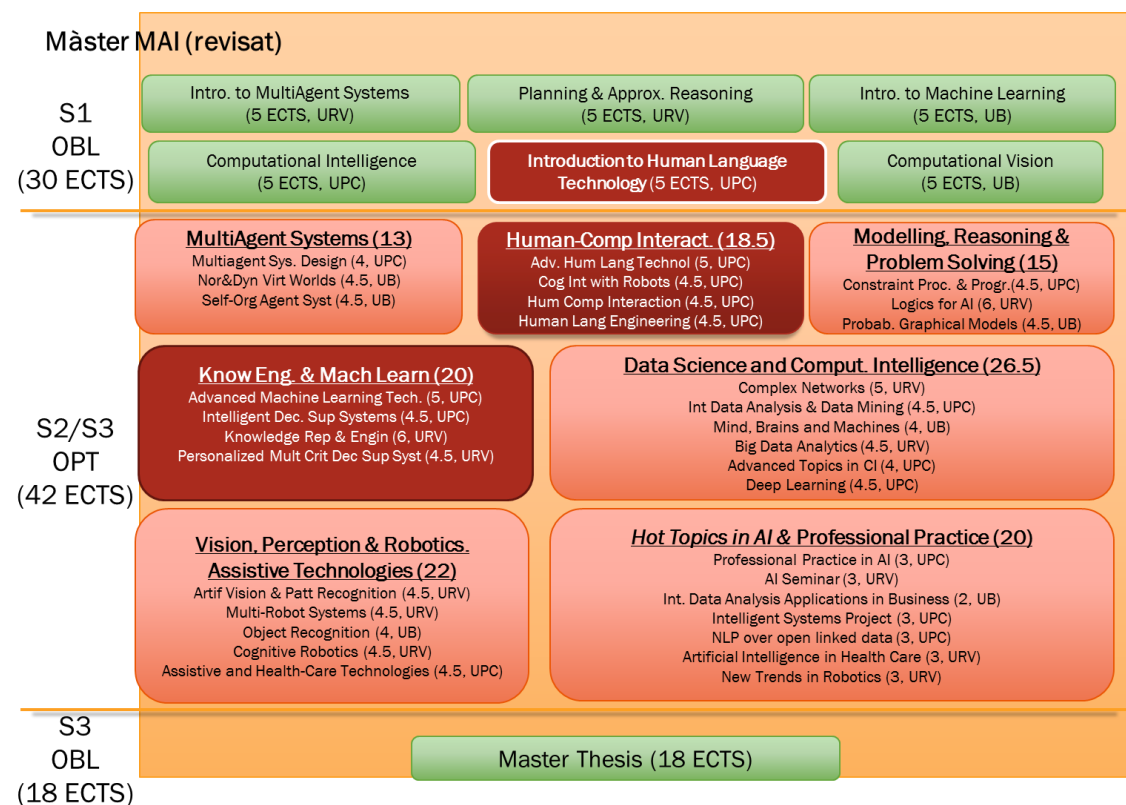 Màster MAI (revisat)
S1
OBL
(30 ECTS)
Intro. to MultiAgent Systems
(5 ECTS, URV)
Planning & Approx. Reasoning
(5 ECTS, URV)
Intro. to Machine Learning
(5 ECTS, UB)
Computational Intelligence
(5 ECTS, UPC)
Introduction to Human Language
Technology (5 ECTS, UPC)
Computational Vision
(5 ECTS, UB)
S2/S3
OPT
(42 ECTS)
MultiAgent Systems (13)
Multiagent Sys. Design (4, UPC)
Nor&Dyn Virt Worlds (4.5, UB)
Self-Org Agent Syst (4.5, UB)
Human-Comp Interact. (18.5)
Adv. Hum Lang Technol (5, UPC)
Cog Int with Robots (4.5, UPC)
Hum Comp Interaction (4.5, UPC)
Human Lang Engineering (4.5, UPC)
Modelling, Reasoning &
Problem Solving (15)
Constraint Proc. & Progr.(4.5, UPC)
Logics for AI (6, URV)
Probab. Graphical Models (4.5, UB)
Know Eng. & Mach Learn (20)
Advanced Machine Learning Tech. (5, UPC)
Intelligent Dec. Sup Systems (4.5, UPC)
Knowledge Rep & Engin (6, URV)
Personalized Mult Crit Dec Sup Syst (4.5, URV)
Data Science and Comput. Intelligence (26.5)
Complex Networks (5, URV)
Int Data Analysis & Data Mining (4.5, UPC)
Mind, Brains and Machines (4, UB)
Big Data Analytics (4.5, URV)
Advanced Topics in CI (4, UPC)
Deep Learning (4.5, UPC)
Vision, Perception & Robotics.
Assistive Technologies (22)
Artif Vision & Patt Recognition (4.5, URV)
Multi-Robot Systems (4.5, URV)
Object Recognition (4, UB)
Cognitive Robotics (4.5, URV)
Assistive and Health-Care Technologies (4.5, UPC)
Hot Topics in AI & Professional Practice (20)
Professional Practice in AI (3, UPC)
AI Seminar (3, URV)
Int. Data Analysis Applications in Business (2, UB)
Intelligent Systems Project (3, UPC)
NLP over open linked data (3, UPC)
Artificial Intelligence in Health Care (3, URV)
New Trends in Robotics (3, URV)
S3
OBL
(18 ECTS)
Master Thesis (18 ECTS)